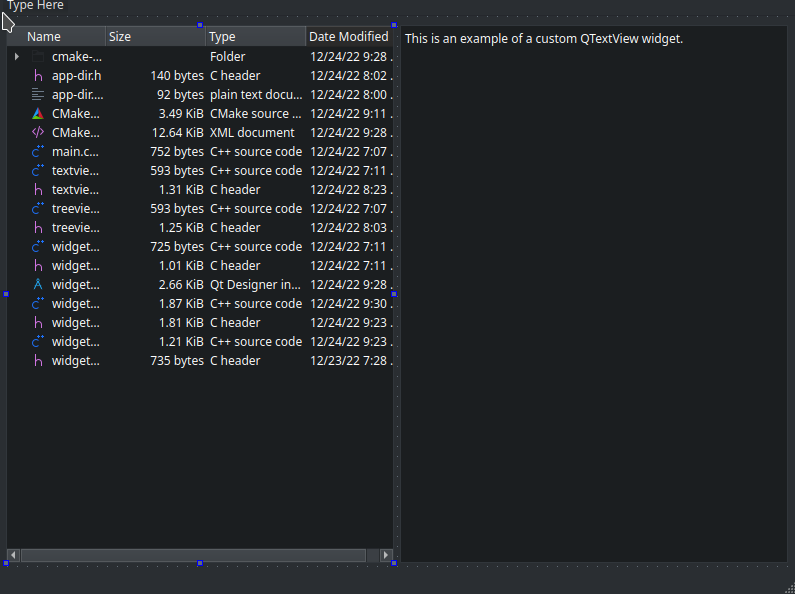 Type Here
Name Size Type Date Modified
cmake-... Folder 12/24/22 9:28 .
app-dir.h 140 bytes C header 12/24/22 8:02 .
app-dir.... 92 bytes plain text docu... 12/24/22 8:00 .
CMake... 3.49 KiB CMake source ... 12/24/22 9:11 .
CMake... 12.64 KiB XML document 12/24/22 9:28 .
main.c... 752 bytes C++ source code 12/24/22 7:07 .
textvie... 593 bytes C++ source code 12/24/22 7:11 .
textvie... 1.31 KiB C header 12/24/22 8:23 .
treevie... 593 bytes C++ source code 12/24/22 7:07 .
treevie... 1.25 KiB C header 12/24/22 8:03 .
widget... 725 bytes C++ source code 12/24/22 7:11 .
widget... 1.01 KiB C header 12/24/22 7:11 .
widget... 2.66 KiB Qt Designer in... 12/24/22 9:28 .
widget... 1.87 KiB C++ source code 12/24/22 9:30 .
widget... 1.81 KiB C header 12/24/22 9:23 .
widget... 1.21 KiB C++ source code 12/24/22 9:23 .
widget... 735 bytes C header 12/23/22 7:28 .
This is an example of a custom QTextView widget.